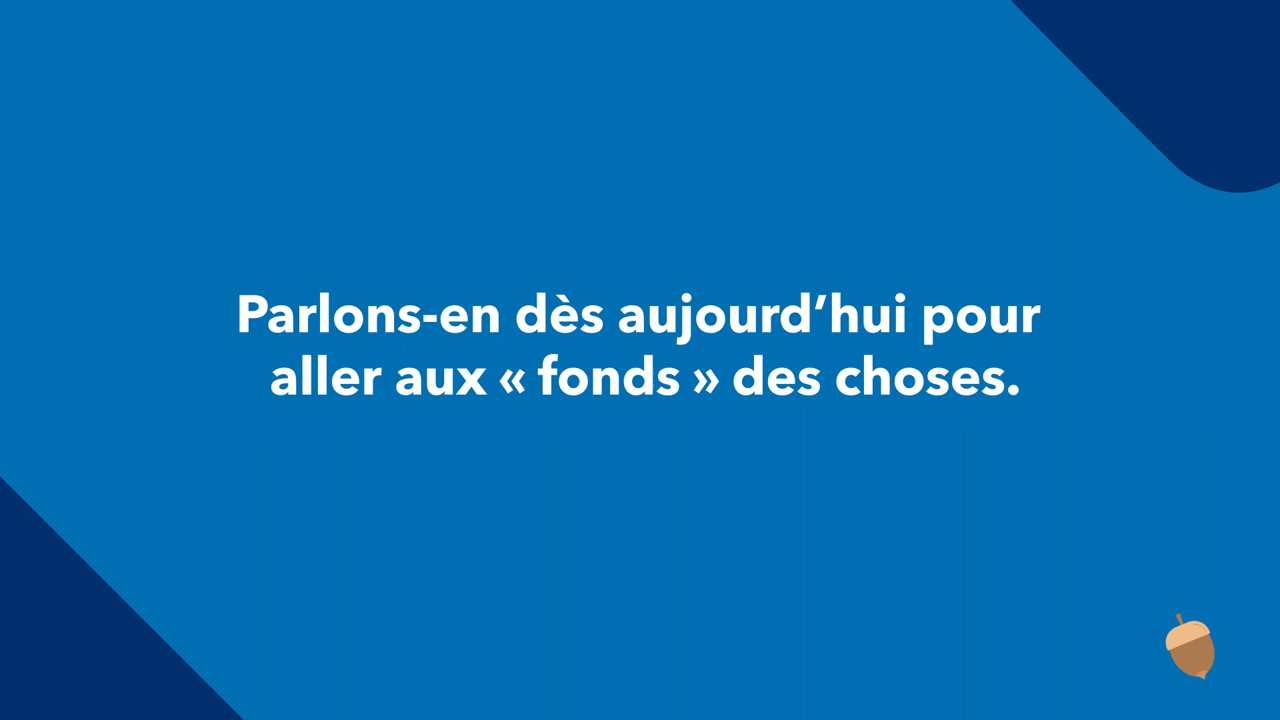 Parlons-en dès aujourd’hui pour
aller aux « fonds » des choses.